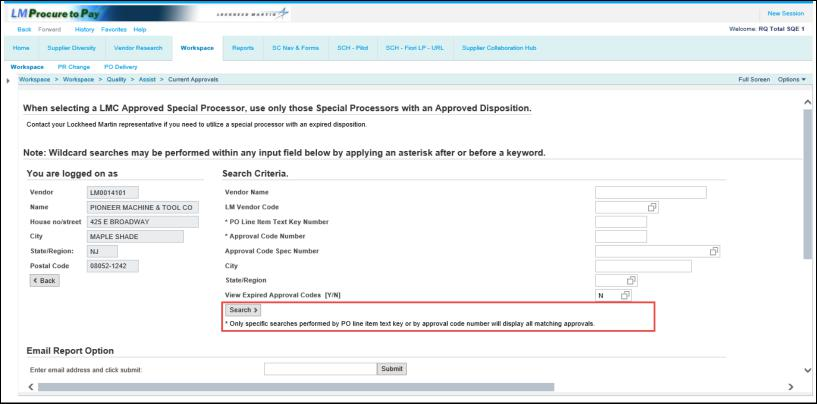 LM Procure to Pay
LOCKHEED MARTIN
New Session
Back Forward History Favorites Help
Welcome: RQ Total SQE 1
Home Supplier Diversity Vendor Research Workspace Reports SC Nav & Forms SCH - Pilot SCH - Fiori LP - URL Supplier Collaboration Hub
Workspace PR Change PO Delivery
Workspace > Workspace > Quality > Assist > Current Approvals
Full Screen Options
When selecting a LMC Approved Special Processor, use only those Special Processors with an Approved Disposition.
Contact your Lockheed Martin representative if you need to utilize a special processor with an expired disposition.
Note: Wildcard searches may be performed within any input field below by applying an asterisk after or before a keyword.
You are logged on as
Vendor LM0014101
Name PIONEER MACHINE & TOOL CO
House no/street 425 E BROADWAY
City MAPLE SHADE
State/Region: NJ
Postal Code 08052-1242
Back
Search Criteria.
Vendor Name
LM Vendor Code
* PO Line Item Text Key Number
* Approval Code Number
Approval Code Spec Number
City
State/Region
View Expired Approval Codes [Y/N] N
Search
* Only specific searches performed by PO line item text key or by approval code number will display all matching approvals.
Email Report Option
Enter email address and click submit:
Submit